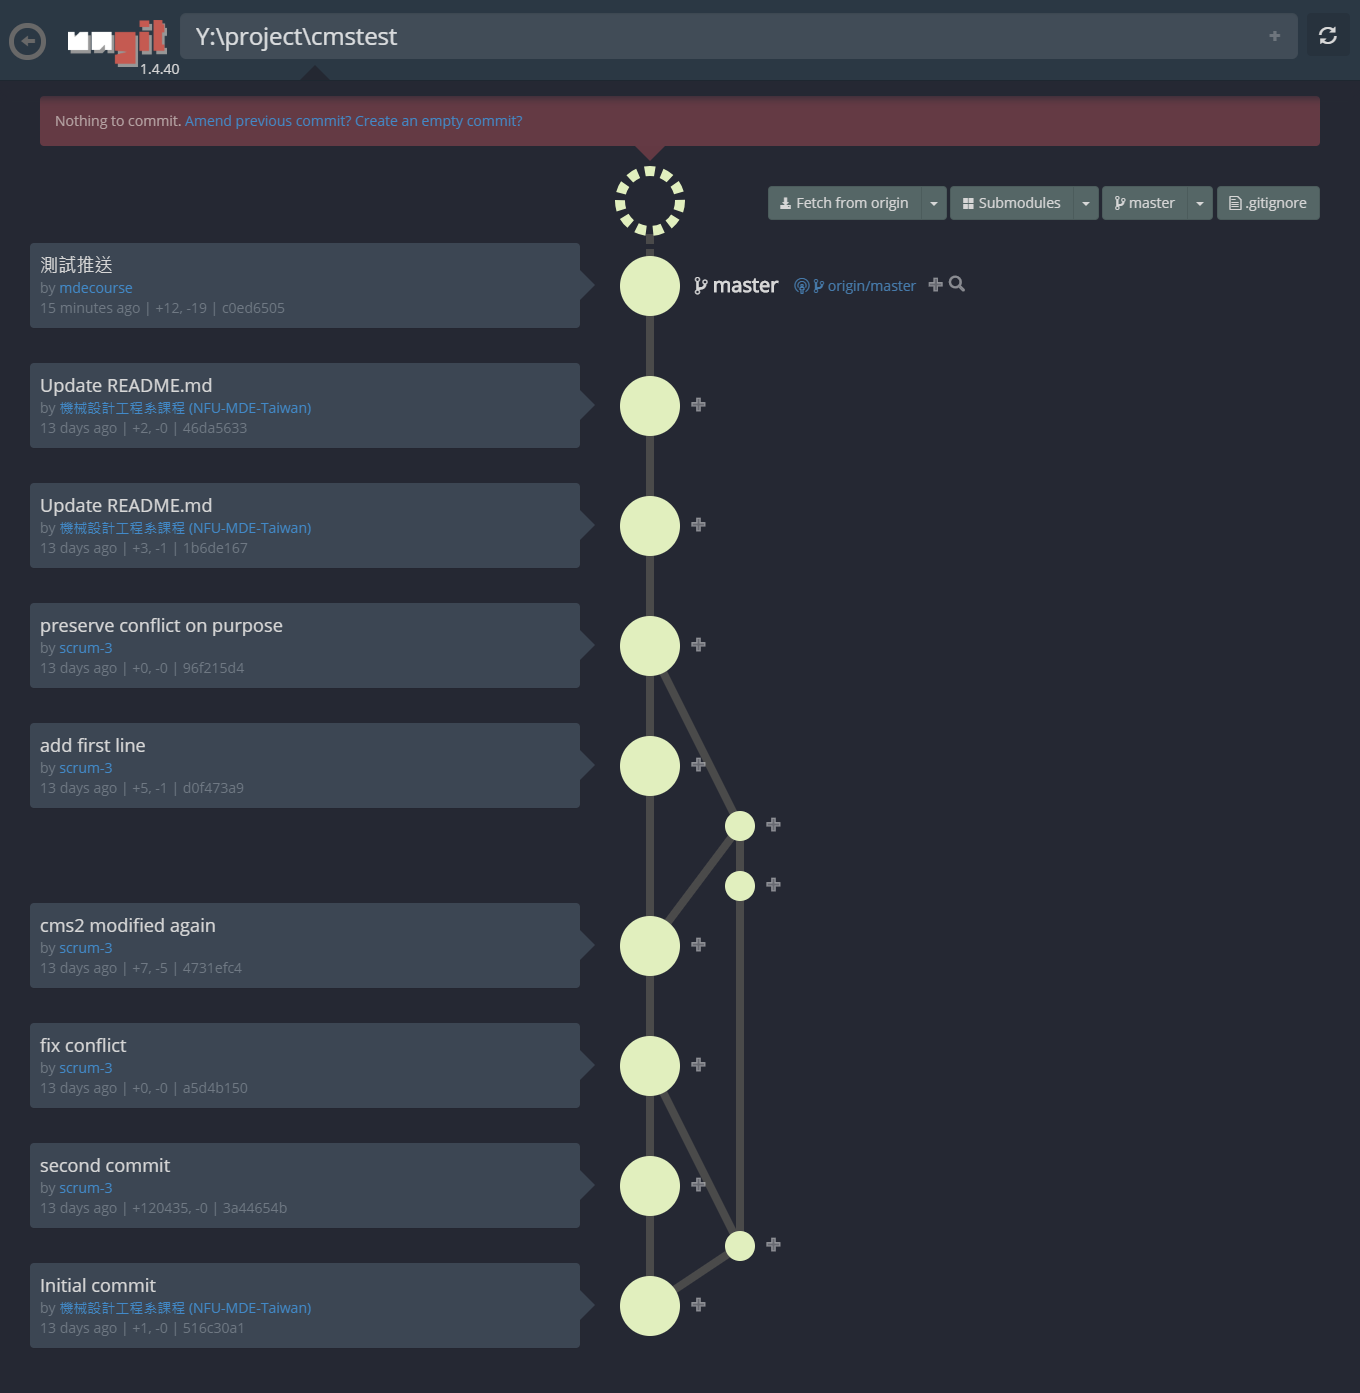 ungit
Y:\project\cmstest
1.4.40
Nothing to commit. Amend previous commit? Create an empty commit?
Fetch from origin
Submodules
master
.gitignore
測試推送
by mdecourse
15 minutes ago | +12, -19 | c0ed6505
master
origin/master
Update README.md
by 機械設計工程系課程 (NFU-MDE-Taiwan)
13 days ago | +2, -0 | 46da5633
Update README.md
by 機械設計工程系課程 (NFU-MDE-Taiwan)
13 days ago | +3, -1 | 1b6de167
preserve conflict on purpose
by scrum-3
13 days ago | +0, -0 | 96f215d4
add first line
by scrum-3
13 days ago | +5, -1 | d0f473a9
cms2 modified again
by scrum-3
13 days ago | +7, -5 | 4731efc4
fix conflict
by scrum-3
13 days ago | +0, -0 | a5d4b150
second commit
by scrum-3
13 days ago | +120435, -0 | 3a44654b
Initial commit
by 機械設計工程系課程 (NFU-MDE-Taiwan)
13 days ago | +1, -0 | 516c30a1